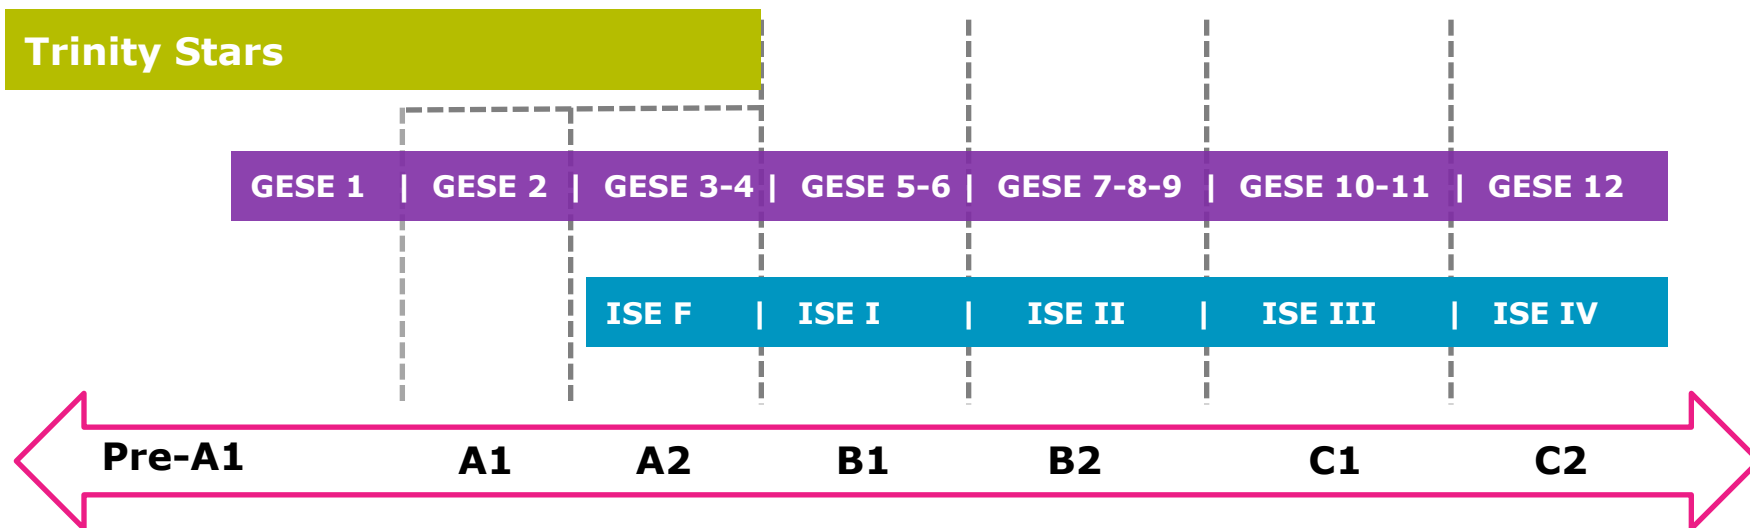 Trinity Stars
GESE 1 | GESE 2 | GESE 3-4 | GESE 5-6 | GESE 7-8-9 | GESE 10-11 | GESE 12
ISE F | ISE I | ISE II | ISE III | ISE IV
Pre-A1 A1 A2 B1 B2 C1 C2